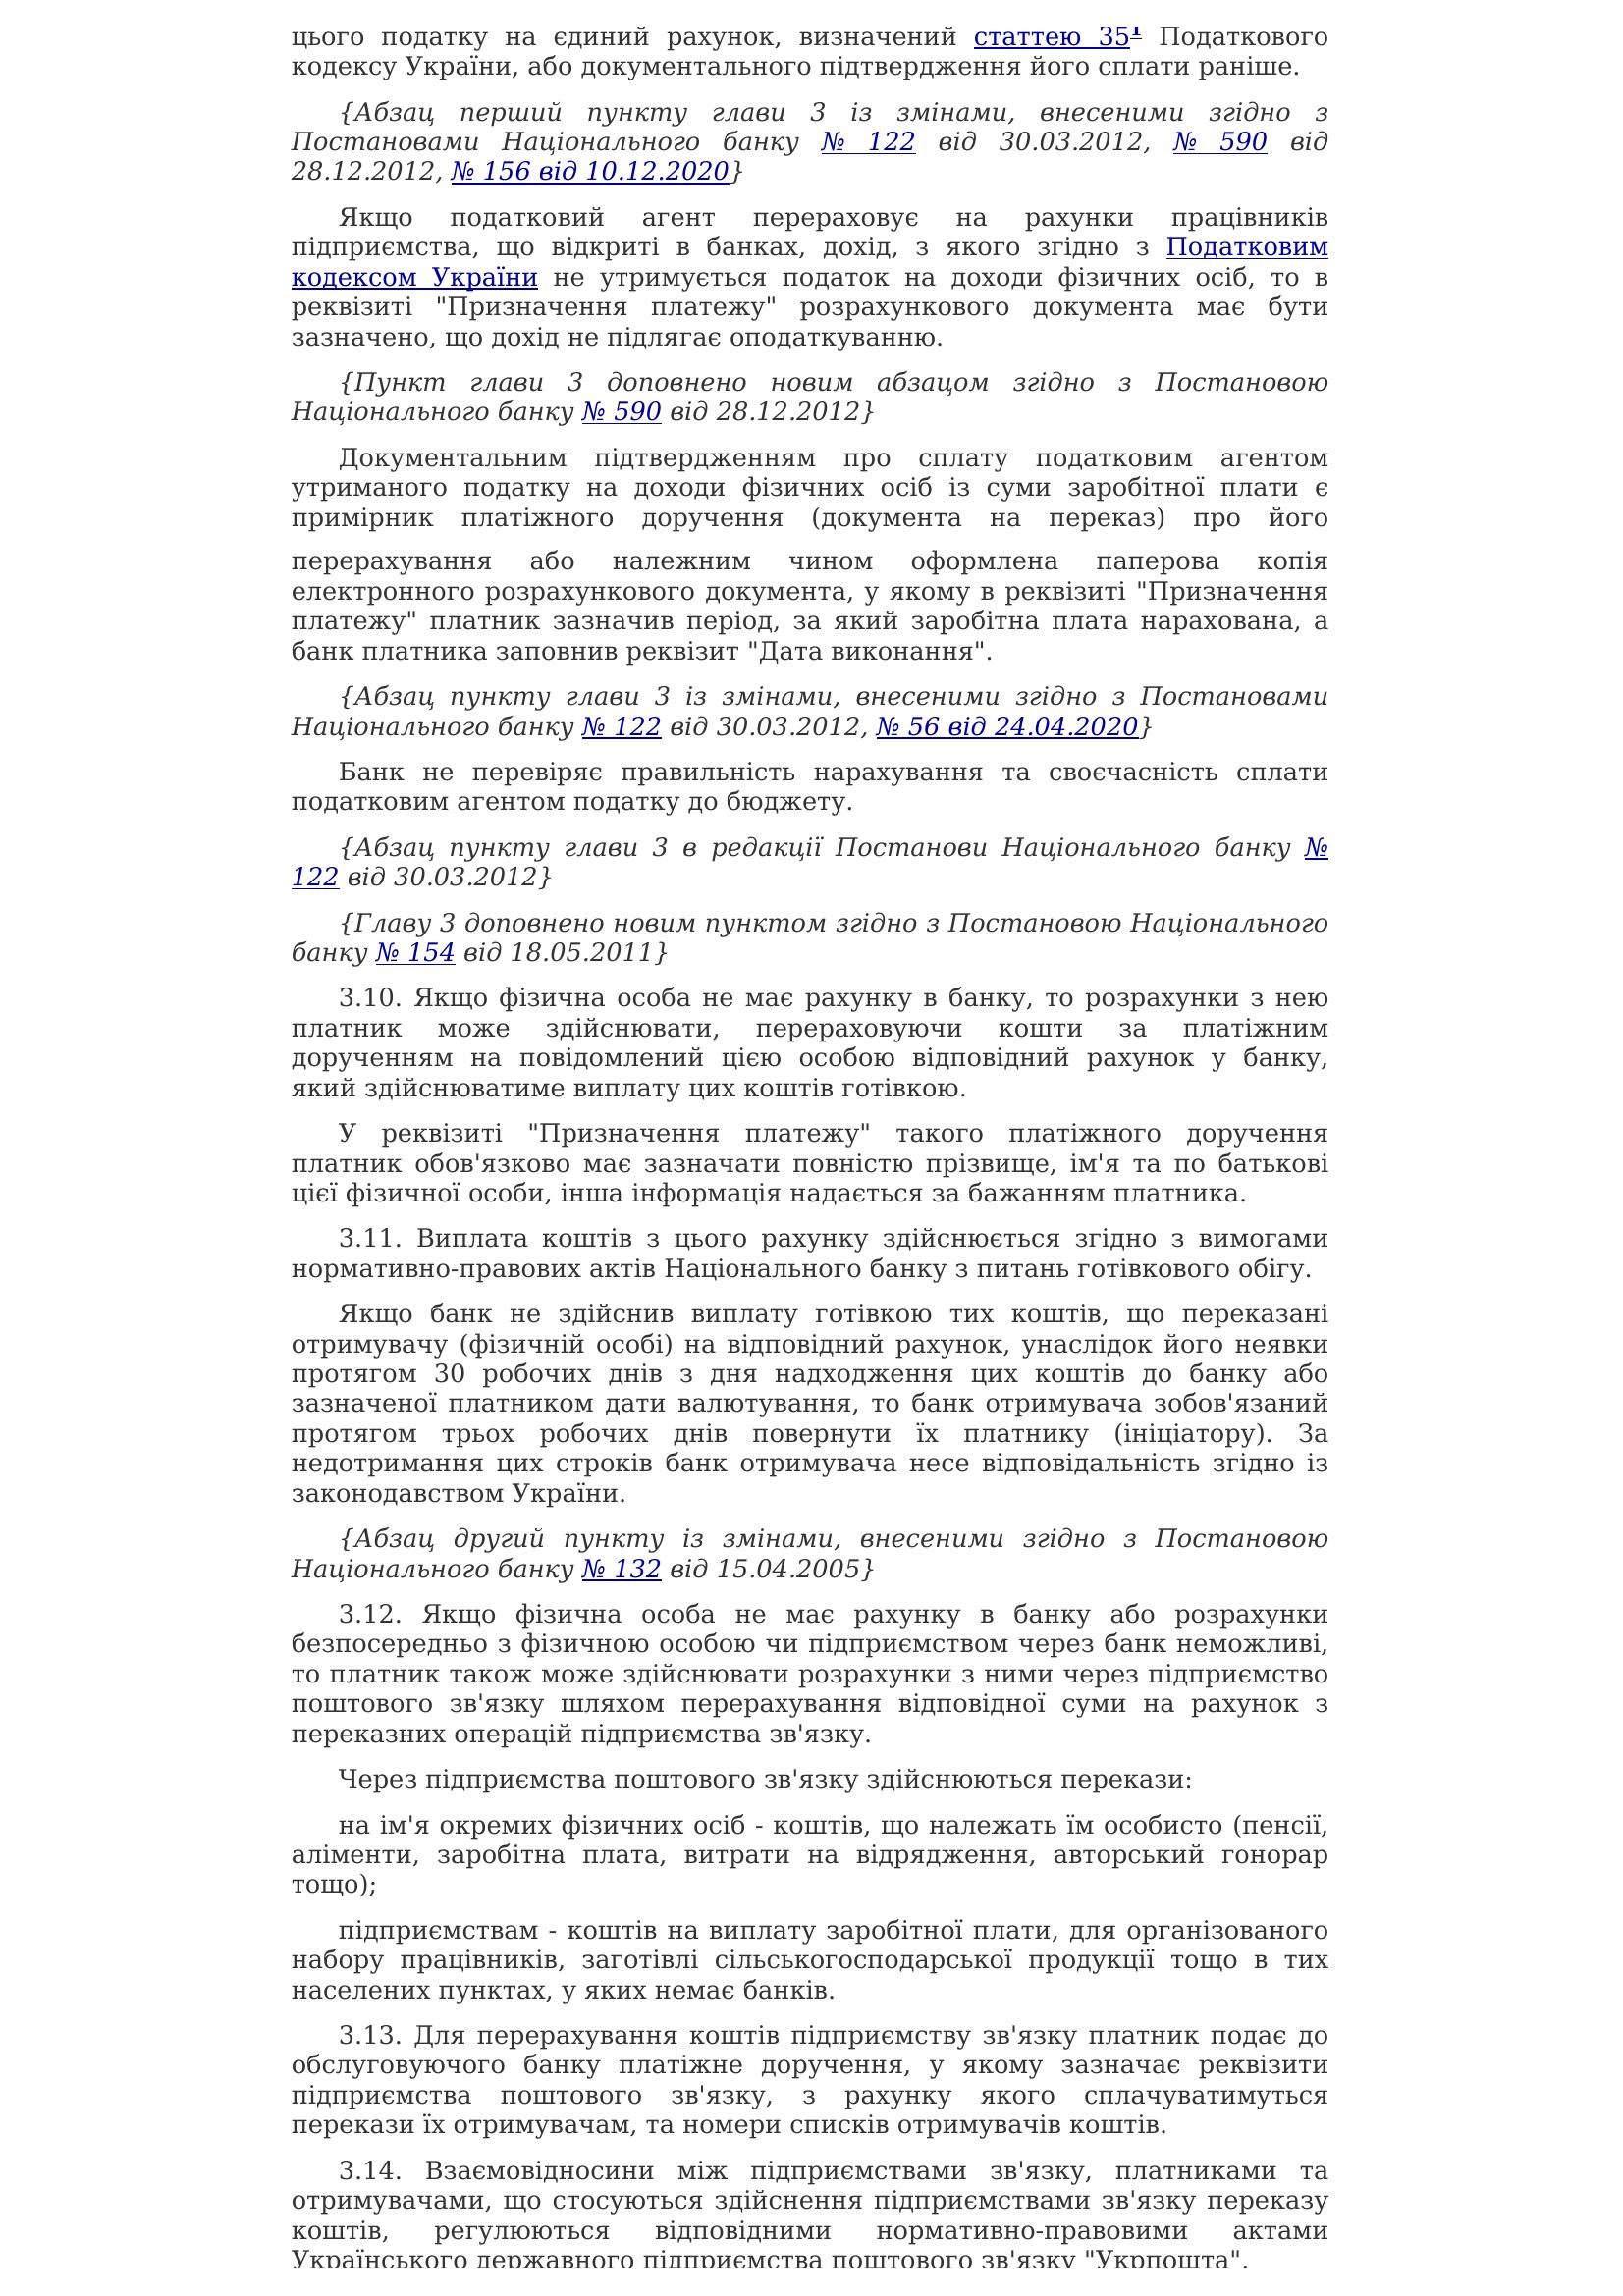 цього податку на єдиний рахунок, визначений статтею 35¹ Податкового
кодексу України, або документального підтвердження його сплати раніше.
{Абзац перший пункту глави 3 із змінами, внесеними згідно з
Постановами Національного банку № 122 від 30.03.2012, № 590 від
28.12.2012, № 156 від 10.12.2020}
Якщо податковий агент перераховує на рахунки працівників
підприємства, що відкриті в банках, дохід, з якого згідно з Податковим
кодексом України не утримується податок на доходи фізичних осіб, то в
реквізиті "Призначення платежу" розрахункового документа має бути
зазначено, що дохід не підлягає оподаткуванню.
{Пункт глави 3 доповнено новим абзацом згідно з Постановою
Національного банку № 590 від 28.12.2012}
Документальним підтвердженням про сплату податковим агентом
утриманого податку на доходи фізичних осіб із суми заробітної плати є
примірник платіжного доручення (документа на переказ) про його
перерахування або належним чином оформлена паперова копія
електронного розрахункового документа, у якому в реквізиті "Призначення
платежу" платник зазначив період, за який заробітна плата нарахована, а
банк платника заповнив реквізит "Дата виконання".
{Абзац пункту глави 3 із змінами, внесеними згідно з Постановами
Національного банку № 122 від 30.03.2012, № 56 від 24.04.2020}
Банк не перевіряє правильність нарахування та своєчасність сплати
податковим агентом податку до бюджету.
{Абзац пункту глави 3 в редакції Постанови Національного банку №
122 від 30.03.2012}
{Главу 3 доповнено новим пунктом згідно з Постановою Національного
банку № 154 від 18.05.2011}
3.10. Якщо фізична особа не має рахунку в банку, то розрахунки з нею
платник може здійснювати, перераховуючи кошти за платіжним
дорученням на повідомлений цією особою відповідний рахунок у банку,
який здійснюватиме виплату цих коштів готівкою.
У реквізиті "Призначення платежу" такого платіжного доручення
платник обов'язково має зазначати повністю прізвище, ім'я та по батькові
цієї фізичної особи, інша інформація надається за бажанням платника.
3.11. Виплата коштів з цього рахунку здійснюється згідно з вимогами
нормативно-правових актів Національного банку з питань готівкового обігу.
Якщо банк не здійснив виплату готівкою тих коштів, що переказані
отримувачу (фізичній особі) на відповідний рахунок, унаслідок його неявки
протягом 30 робочих днів з дня надходження цих коштів до банку або
зазначеної платником дати валютування, то банк отримувача зобов'язаний
протягом трьох робочих днів повернути їх платнику (ініціатору). За
недотримання цих строків банк отримувача несе відповідальність згідно із
законодавством України.
{Абзац другий пункту із змінами, внесеними згідно з Постановою
Національного банку № 132 від 15.04.2005}
3.12. Якщо фізична особа не має рахунку в банку або розрахунки
безпосередньо з фізичною особою чи підприємством через банк неможливі,
то платник також може здійснювати розрахунки з ними через підприємство
поштового зв'язку шляхом перерахування відповідної суми на рахунок з
переказних операцій підприємства зв'язку.
Через підприємства поштового зв'язку здійснюються перекази:
на ім'я окремих фізичних осіб - коштів, що належать їм особисто (пенсії,
аліменти, заробітна плата, витрати на відрядження, авторський гонорар
тощо);
підприємствам - коштів на виплату заробітної плати, для організованого
набору працівників, заготівлі сільськогосподарської продукції тощо в тих
населених пунктах, у яких немає банків.
3.13. Для перерахування коштів підприємству зв'язку платник подає до
обслуговуючого банку платіжне доручення, у якому зазначає реквізити
підприємства поштового зв'язку, з рахунку якого сплачуватимуться
перекази їх отримувачам, та номери списків отримувачів коштів.
3.14. Взаємовідносини між підприємствами зв'язку, платниками та
отримувачами, що стосуються здійснення підприємствами зв'язку переказу
коштів, регулюються відповідними нормативно-правовими актами
Українського державного підприємства поштового зв'язку "Укрпошта".